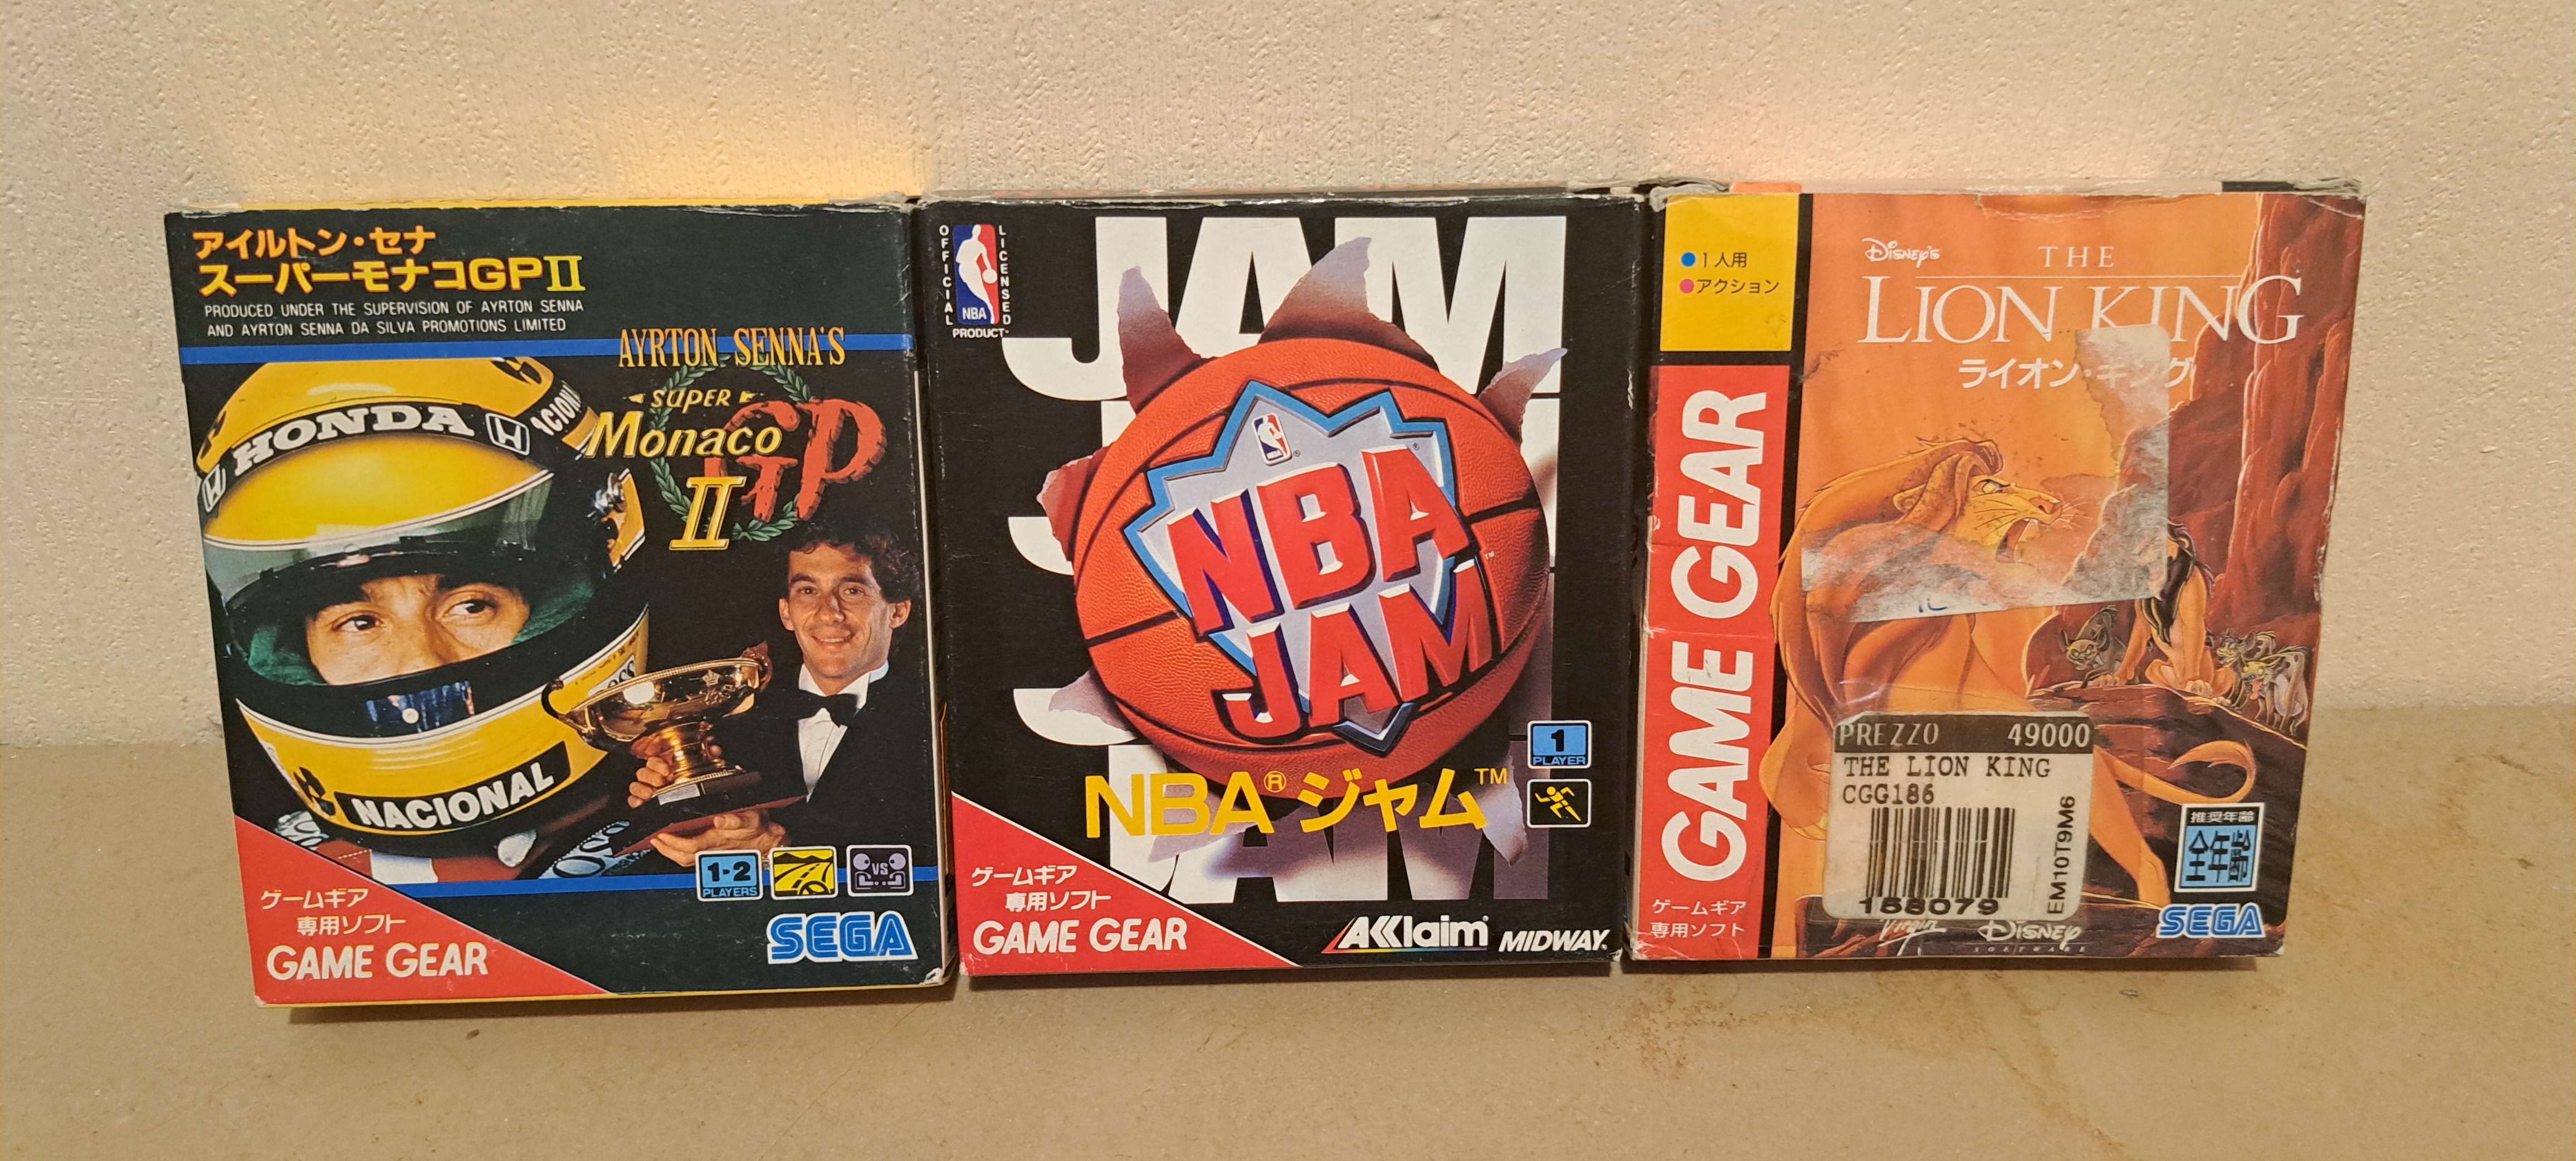 アイルトン・セナ
スーパーモナコGPII
PRODUCED UNDER THE SUPERVISION OF AYRTON SENNA
AND AYRTON SENNA DA SILVA PROMOTIONS LIMITED
AYRTON SENNA'S
SUPER
Monaco GP
II
HONDA
NACIONAL
1-2
PLAYERS
VS
ゲームギア
専用ソフト
GAME GEAR
SEGA
OFFICIAL LICENSED
NBA
PRODUCT
JAM
NBA
JAM
NBA® ジャム™
1
PLAYER
JAM
ゲームギア
専用ソフト
GAME GEAR
AKKlaim
MIDWAY
●1人用
●アクション
Disney's
THE
LION KING
ライオン・キング
GAME GEAR
PREZZO 49000
THE LION KING
CGG186
158079
EM10T9M6
推奨年齢
全年齢
ゲームギア
専用ソフト
Virgin
DISNEY
SOFTWARE
SEGA